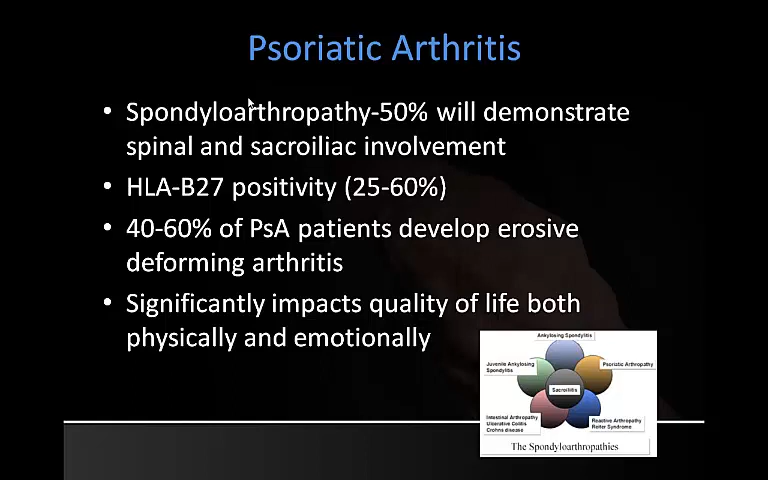 Psoriatic Arthritis
• Spondyloarthropathy-50% will demonstrate
spinal and sacroiliac involvement
• HLA-B27 positivity (25-60%)
• 40-60% of PsA patients develop erosive
deforming arthritis
• Significantly impacts quality of life both
physically and emotionally
Ankylosing Spondylitis
Juvenile Ankylosing
Spondylitis
Psoriatic Arthropathy
Sacroiliitis
Intestinal Arthropathy
Ulcerative Colitis
Crohns disease
Reactive Arthropathy
Reiter Syndrome
The Spondyloarthropathies